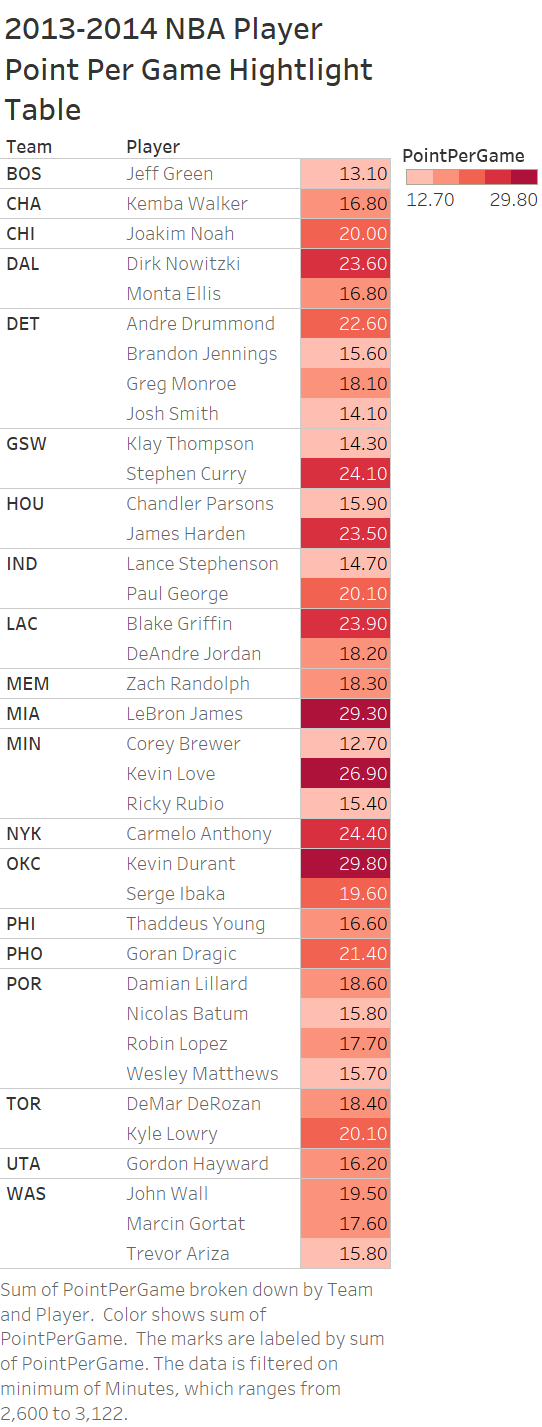 2013-2014 NBA Player
Point Per Game Hightlight
Table
Team Player
PointPerGame
12.70 29.80
BOS Jeff Green 13.10
CHA Kemba Walker 16.80
CHI Joakim Noah 20.00
DAL Dirk Nowitzki 23.60
Monta Ellis 16.80
DET Andre Drummond 22.60
Brandon Jennings 15.60
Greg Monroe 18.10
Josh Smith 14.10
GSW Klay Thompson 14.30
Stephen Curry 24.10
HOU Chandler Parsons 15.90
James Harden 23.50
IND Lance Stephenson 14.70
Paul George 20.10
LAC Blake Griffin 23.90
DeAndre Jordan 18.20
MEM Zach Randolph 18.30
MIA LeBron James 29.30
MIN Corey Brewer 12.70
Kevin Love 26.90
Ricky Rubio 15.40
NYK Carmelo Anthony 24.40
OKC Kevin Durant 29.80
Serge Ibaka 19.60
PHI Thaddeus Young 16.60
PHO Goran Dragic 21.40
POR Damian Lillard 18.60
Nicolas Batum 15.80
Robin Lopez 17.70
Wesley Matthews 15.70
TOR DeMar DeRozan 18.40
Kyle Lowry 20.10
UTA Gordon Hayward 16.20
WAS John Wall 19.50
Marcin Gortat 17.60
Trevor Ariza 15.80
Sum of PointPerGame broken down by Team
and Player. Color shows sum of
PointPerGame. The marks are labeled by sum
of PointPerGame. The data is filtered on
minimum of Minutes, which ranges from
2,600 to 3,122.